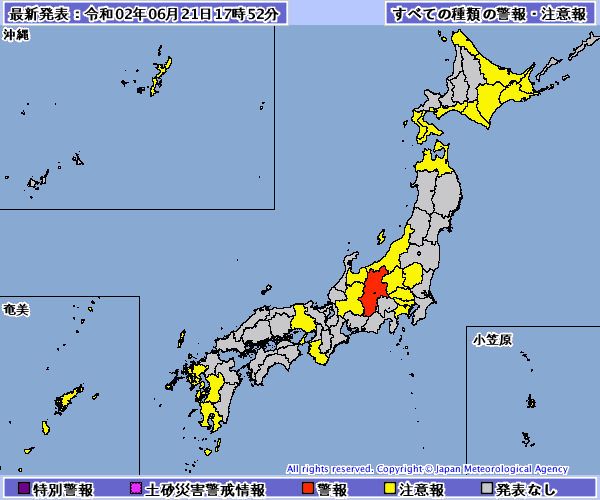 最新発表：令和02年06月21日17時52分
すべての種類の警報・注意報
沖縄
奄美
小笠原
All rights reserved. Copyright © Japan Meteorological Agency
特別警報 土砂災害警戒情報 警報 注意報 発表なし